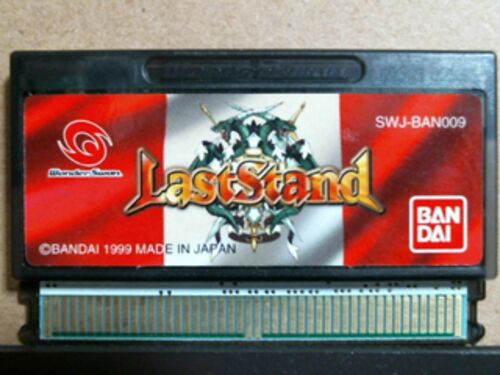 SWJ-BAN009
WonderSwan
LastStand
BAN
DAI
©BANDAI 1999 MADE IN JAPAN